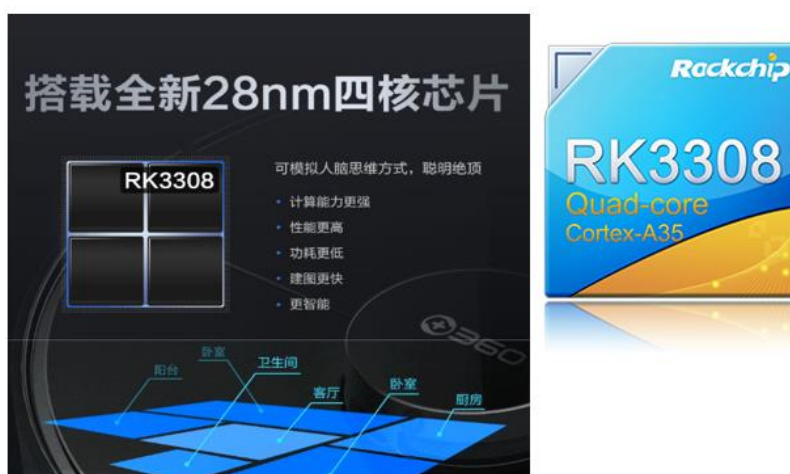 搭载全新28nm四核芯片
RK3308
可模拟人脑思维方式，聪明绝顶
· 计算能力更强
· 性能更高
· 功耗更低
· 建图更快
· 更智能
360
阳台
卧室
卫生间
客厅
卧室
厨房
Rockchip
RK3308
Quad-core
Cortex-A35